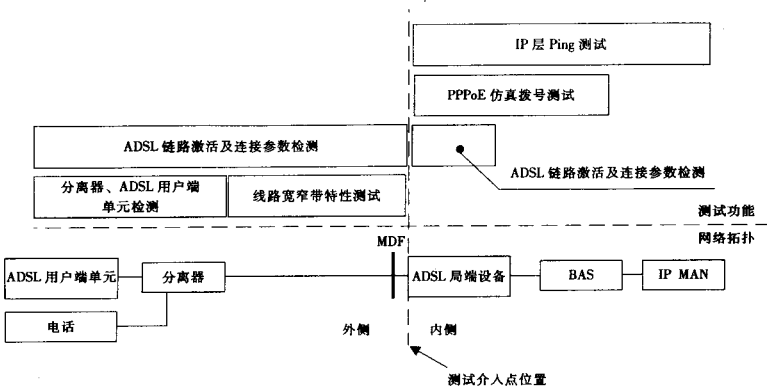 IP 层 Ping 测试
PPPoE 仿真拨号测试
ADSL 链路激活及连接参数检测
ADSL 链路激活及连接参数检测
分离器、ADSL 用户端
单元检测
线路宽窄带特性测试
测试功能
网络拓扑
MDF
ADSL 用户端单元
分离器
ADSL 局端设备
BAS
IP MAN
电话
外侧
内侧
测试介入点位置